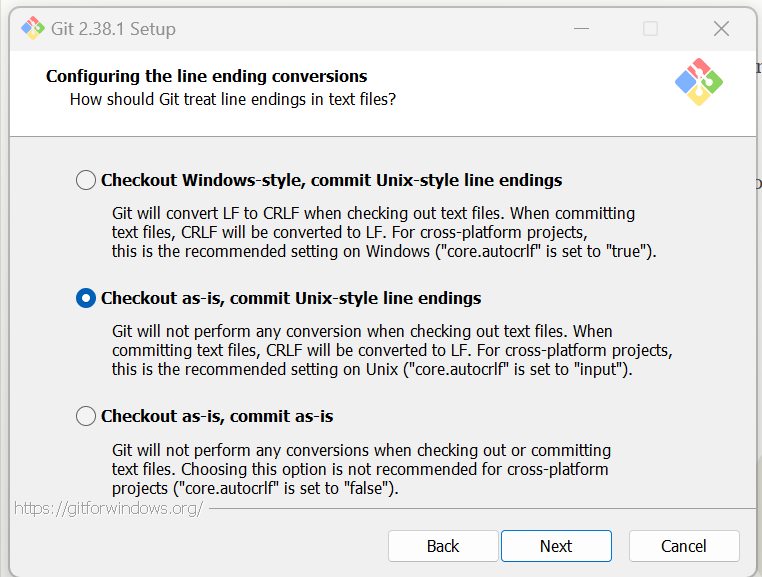 Git 2.38.1 Setup
Configuring the line ending conversions
How should Git treat line endings in text files?
Checkout Windows-style, commit Unix-style line endings
Git will convert LF to CRLF when checking out text files. When committing
text files, CRLF will be converted to LF. For cross-platform projects,
this is the recommended setting on Windows ("core.autocrlf" is set to "true").
Checkout as-is, commit Unix-style line endings
Git will not perform any conversion when checking out text files. When
committing text files, CRLF will be converted to LF. For cross-platform projects,
this is the recommended setting on Unix ("core.autocrlf" is set to "input").
Checkout as-is, commit as-is
Git will not perform any conversions when checking out or committing
text files. Choosing this option is not recommended for cross-platform
projects ("core.autocrlf" is set to "false").
https://gitforwindows.org/
Back Next Cancel